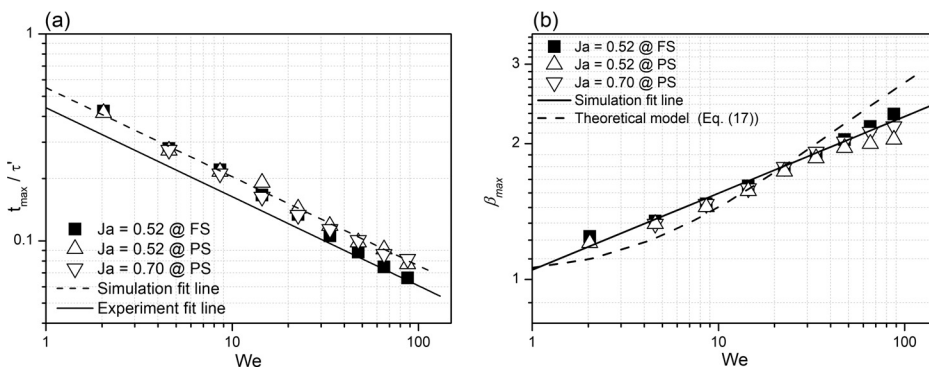 (a)
1
0.1
t_max / τ'
■ Ja = 0.52 @ FS
△ Ja = 0.52 @ PS
▽ Ja = 0.70 @ PS
Simulation fit line
Experiment fit line
1 10 100
We
(b)
3
2
1
β_max
■ Ja = 0.52 @ FS
△ Ja = 0.52 @ PS
▽ Ja = 0.70 @ PS
Simulation fit line
Theoretical model (Eq. (17))
1 10 100
We